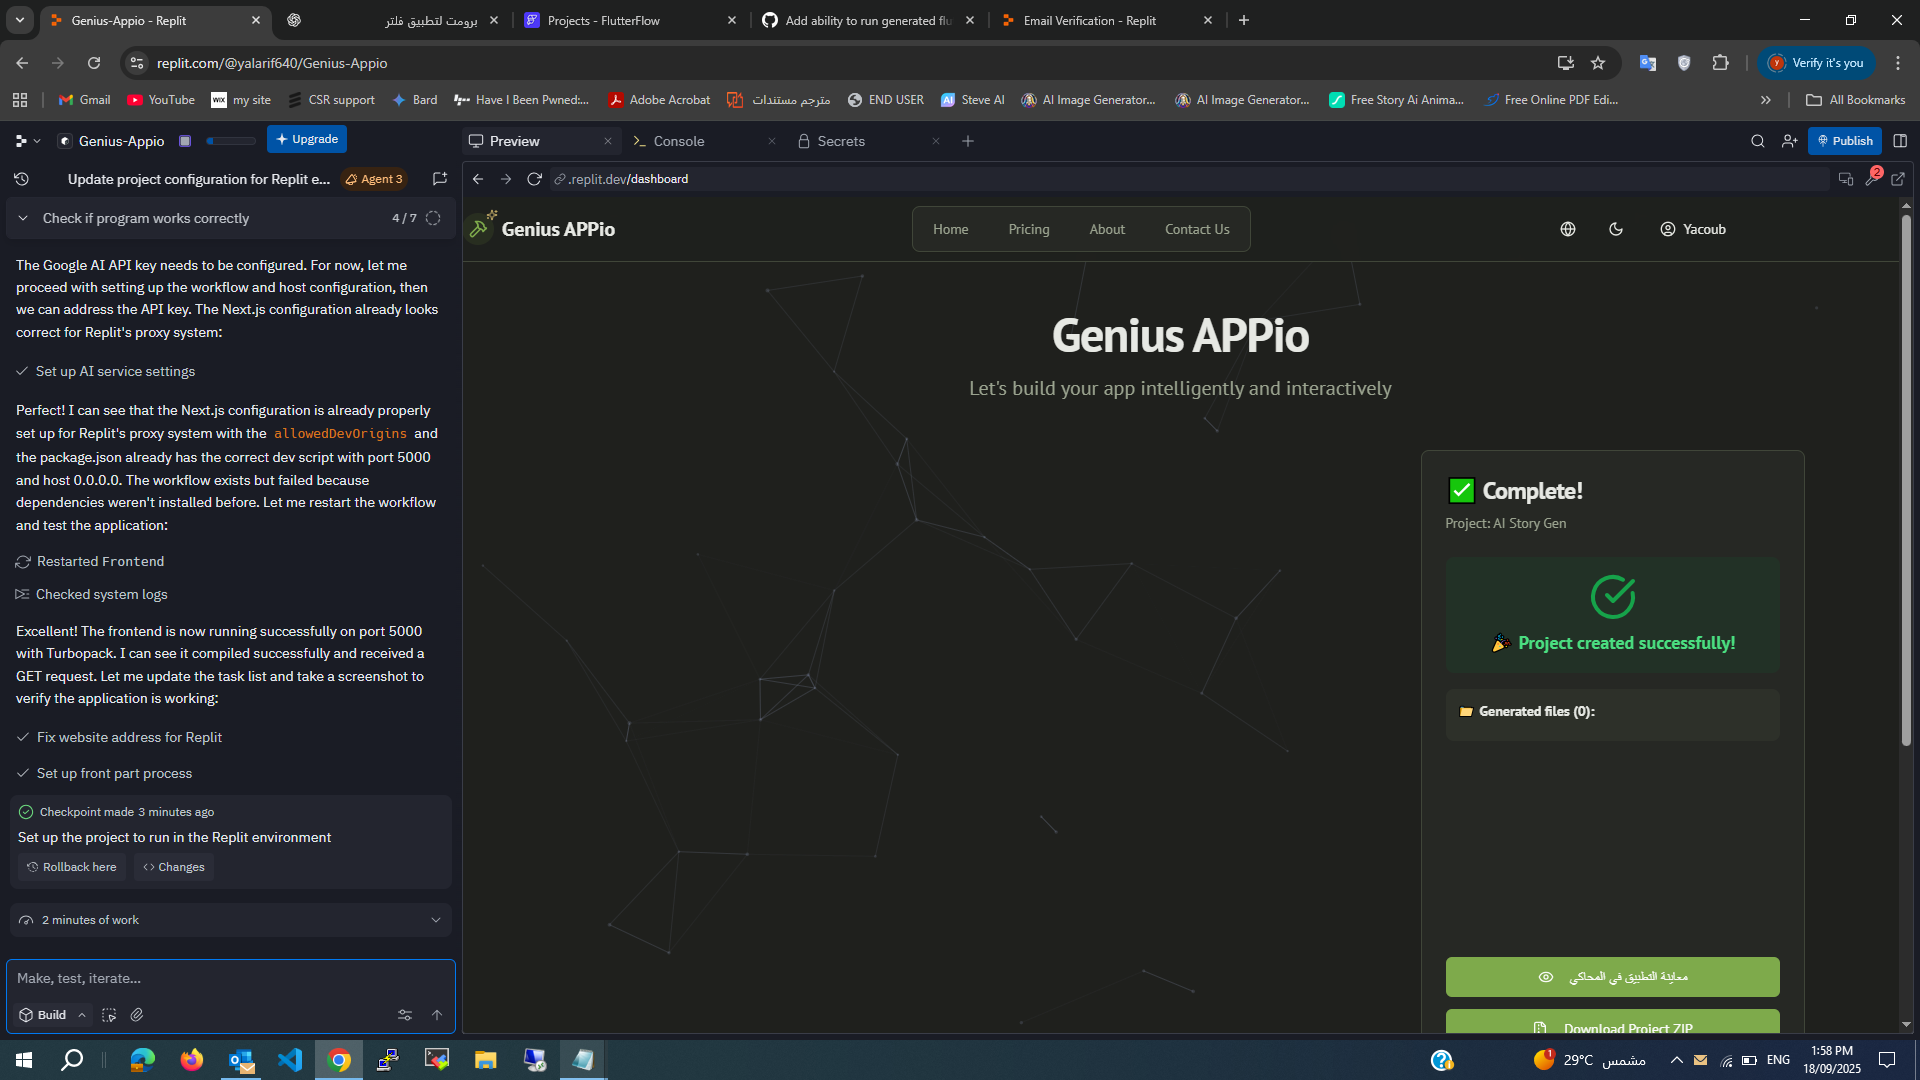 Genius-Appio - Replit
برومت لتطبيق فلتر
Projects - FlutterFlow
Add ability to run generated flu
Email Verification - Replit
replit.com/@yalarif640/Genius-Appio
Verify it's you
Gmail
YouTube
WiX my site
CSR support
Bard
Have I Been Pwned:...
Adobe Acrobat
مترجم مستندات
END USER
Steve AI
AI Image Generator...
AI Image Generator...
Free Story Ai Anima...
Free Online PDF Edi...
All Bookmarks
Genius-Appio
Upgrade
Preview
Console
Secrets
Publish
Update project configuration for Replit e...
Agent 3
.replit.dev/dashboard
2
Check if program works correctly
4 / 7
The Google AI API key needs to be configured. For now, let me
proceed with setting up the workflow and host configuration, then
we can address the API key. The Next.js configuration already looks
correct for Replit's proxy system:
Set up AI service settings
Perfect! I can see that the Next.js configuration is already properly
set up for Replit's proxy system with the allowedDevOrigins and
the package.json already has the correct dev script with port 5000
and host 0.0.0.0. The workflow exists but failed because
dependencies weren't installed before. Let me restart the workflow
and test the application:
Restarted Frontend
Checked system logs
Excellent! The frontend is now running successfully on port 5000
with Turbopack. I can see it compiled successfully and received a
GET request. Let me update the task list and take a screenshot to
verify the application is working:
Fix website address for Replit
Set up front part process
Checkpoint made 3 minutes ago
Set up the project to run in the Replit environment
Rollback here
Changes
2 minutes of work
Make, test, iterate...
Build
Genius APPio
Home
Pricing
About
Contact Us
Yacoub
Genius APPio
Let's build your app intelligently and interactively
Complete!
Project: AI Story Gen
Project created successfully!
Generated files (0):
معاينة التطبيق في المحاكي
Download Project ZIP
1
29°C
مشمس
ENG
1:58 PM
18/09/2025